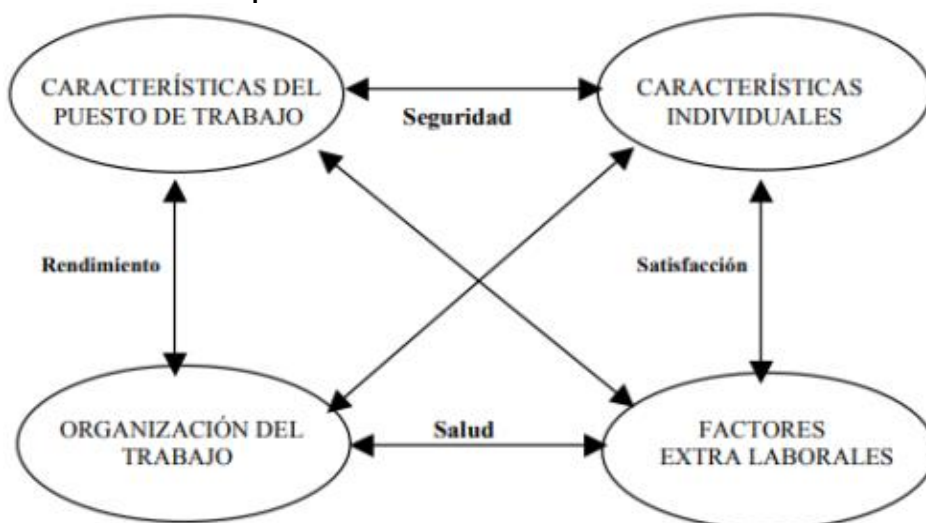 CARACTERÍSTICAS DEL
PUESTO DE TRABAJO
Seguridad
CARACTERÍSTICAS
INDIVIDUALES
Rendimiento
Satisfacción
ORGANIZACIÓN DEL
TRABAJO
Salud
FACTORES
EXTRA LABORALES